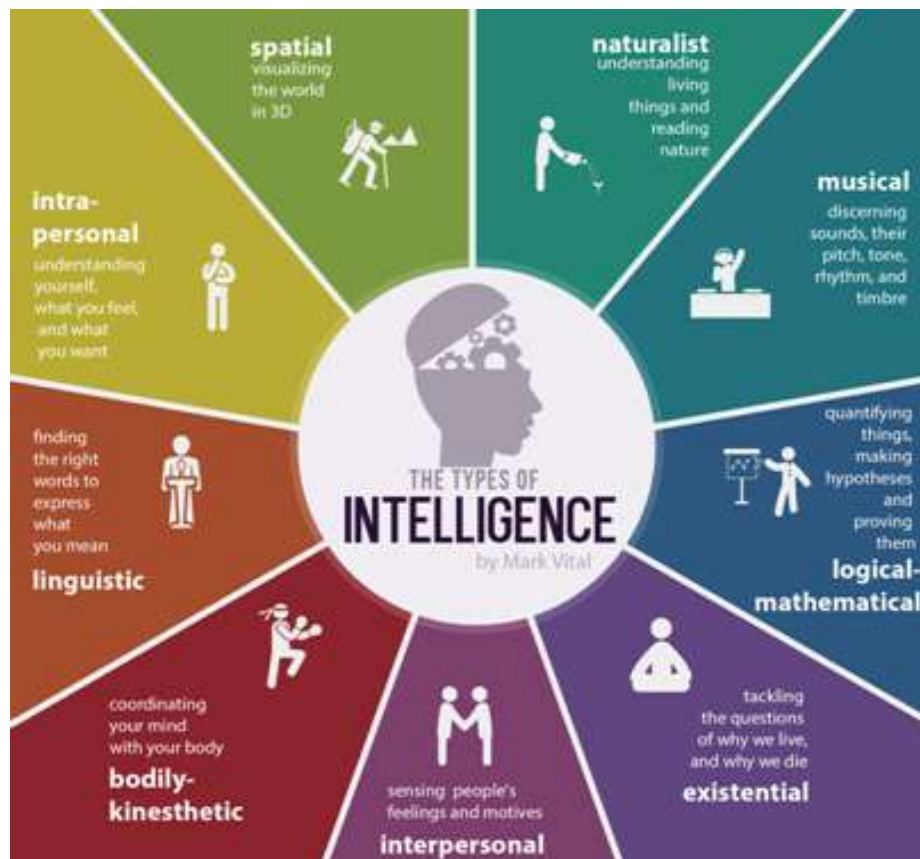 spatial
visualizing
the world
in 3D
naturalist
understanding
living
things and
reading
nature
musical
discerning
sounds, their
pitch, tone,
rhythm, and
timbre
quantifying
things,
making
hypotheses
and
proving
them
logical-
mathematical
tackling
the questions
of why we live,
and why we die
existential
sensing people's
feelings and motives
interpersonal
coordinating
your mind
with your body
bodily-
kinesthetic
finding
the right
words to
express
what
you mean
linguistic
intra-
personal
understanding
yourself,
what you feel,
and what
you want
THE TYPES OF
INTELLIGENCE
by Mark Vital